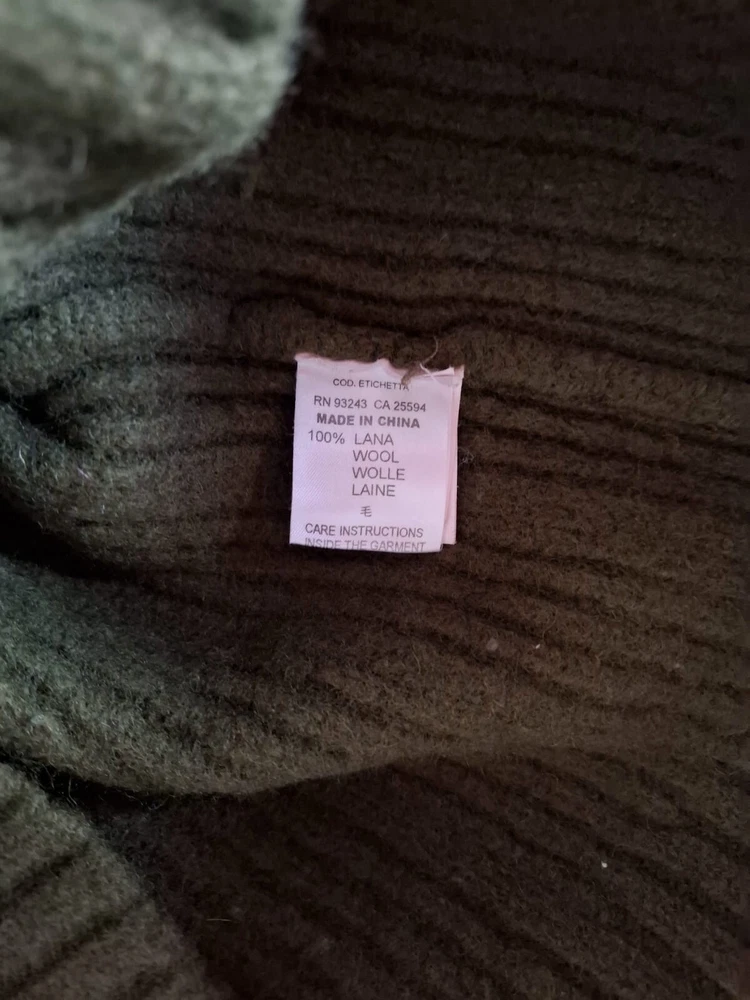 COD. ETICHETTA
RN 93243 CA 25594
MADE IN CHINA
100% LANA
WOOL
WOLLE
LAINE
毛
CARE INSTRUCTIONS
INSIDE THE GARMENT